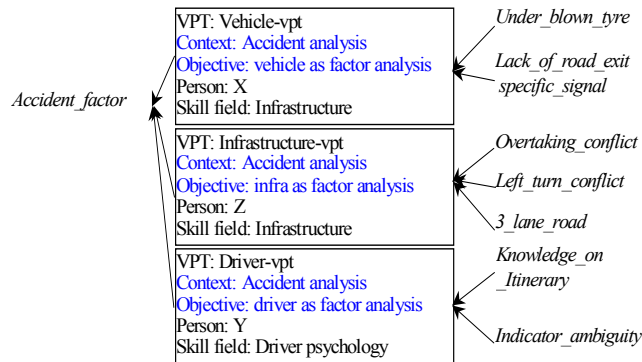 VPT: Vehicle-vpt
Context: Accident analysis
Objective: vehicle as factor analysis
Person: X
Skill field: Infrastructure
Under_blown_tyre
Lack_of_road_exit
specific_signal
Accident_factor
VPT: Infrastructure-vpt
Context: Accident analysis
Objective: infra as factor analysis
Person: Z
Skill field: Infrastructure
Overtaking_conflict
Left_turn_conflict
3_lane_road
VPT: Driver-vpt
Context: Accident analysis
Objective: driver as factor analysis
Person: Y
Skill field: Driver psychology
Knowledge_on
_Itinerary
Indicator_ambiguity